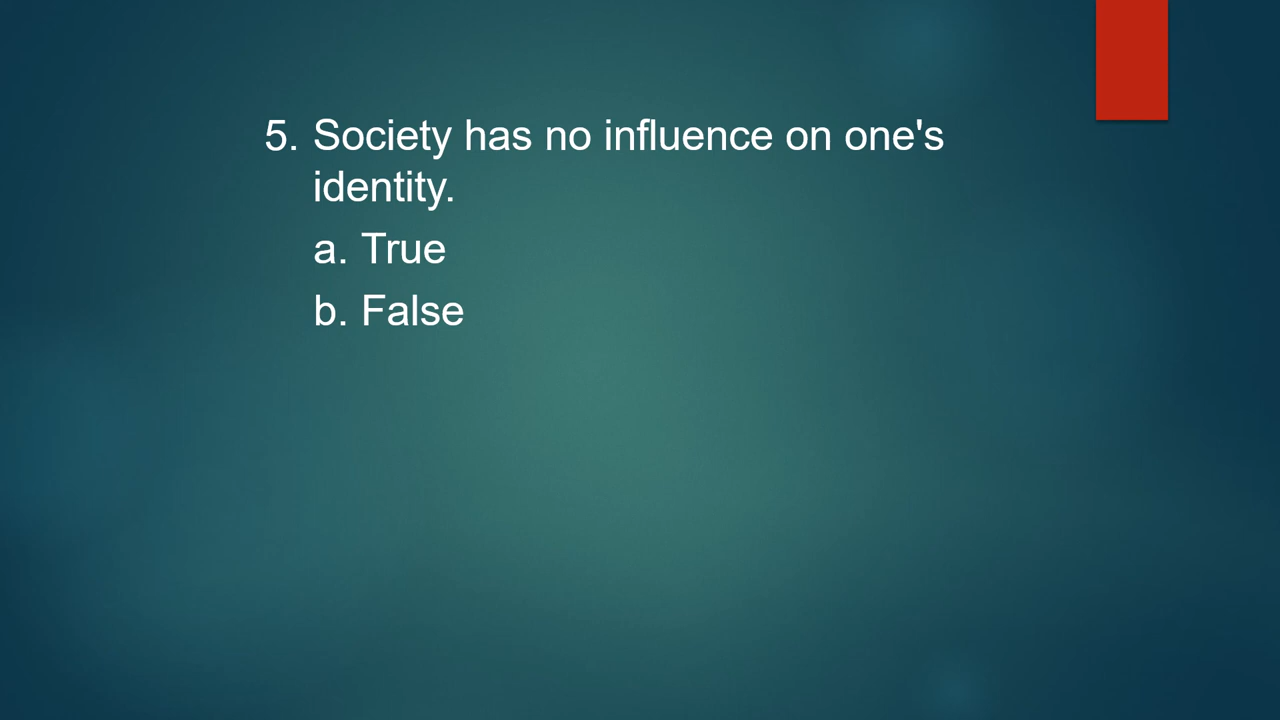 5. Society has no influence on one's
identity.
a. True
b. False